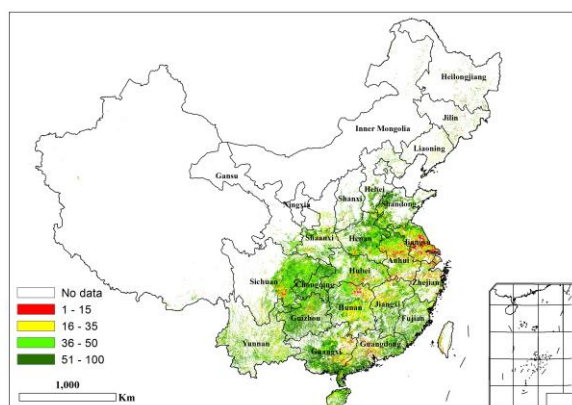 Heilongjiang
Jilin
Inner Mongolia
Liaoning
Gansu
Hebei
Ningxia
Shanxi
Shandong
Shaanxi
Henan
Jiangsu
Anhui
Hubei
Sichuan
Chongqing
Zhejiang
Hunan
Jiangxi
Guizhou
Fujian
Yunnan
Guangxi
Guangdong
No data
1 - 15
16 - 35
36 - 50
51 - 100
1,000
Km